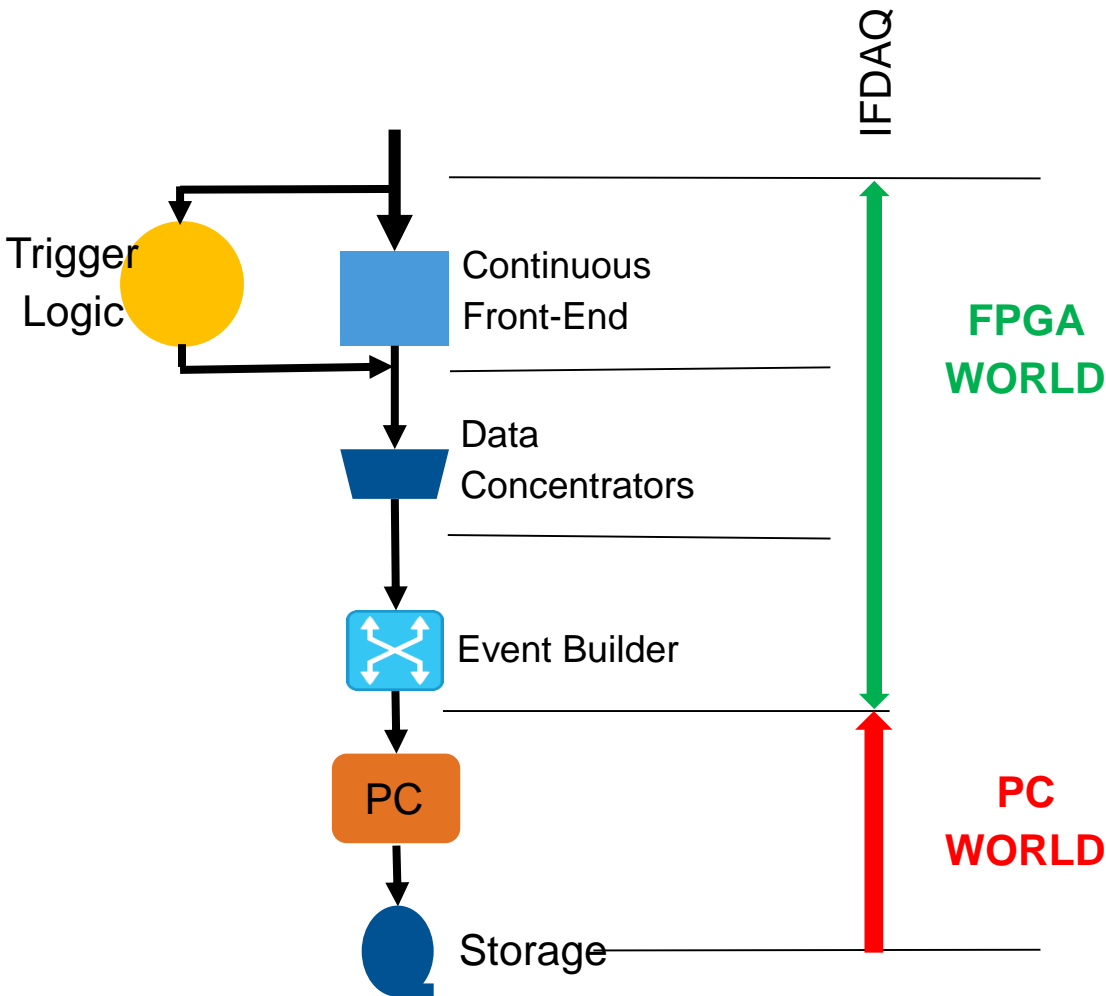 IFDAQ
Trigger
Logic
Continuous
Front-End
FPGA
WORLD
Data
Concentrators
Event Builder
PC
PC
WORLD
Storage